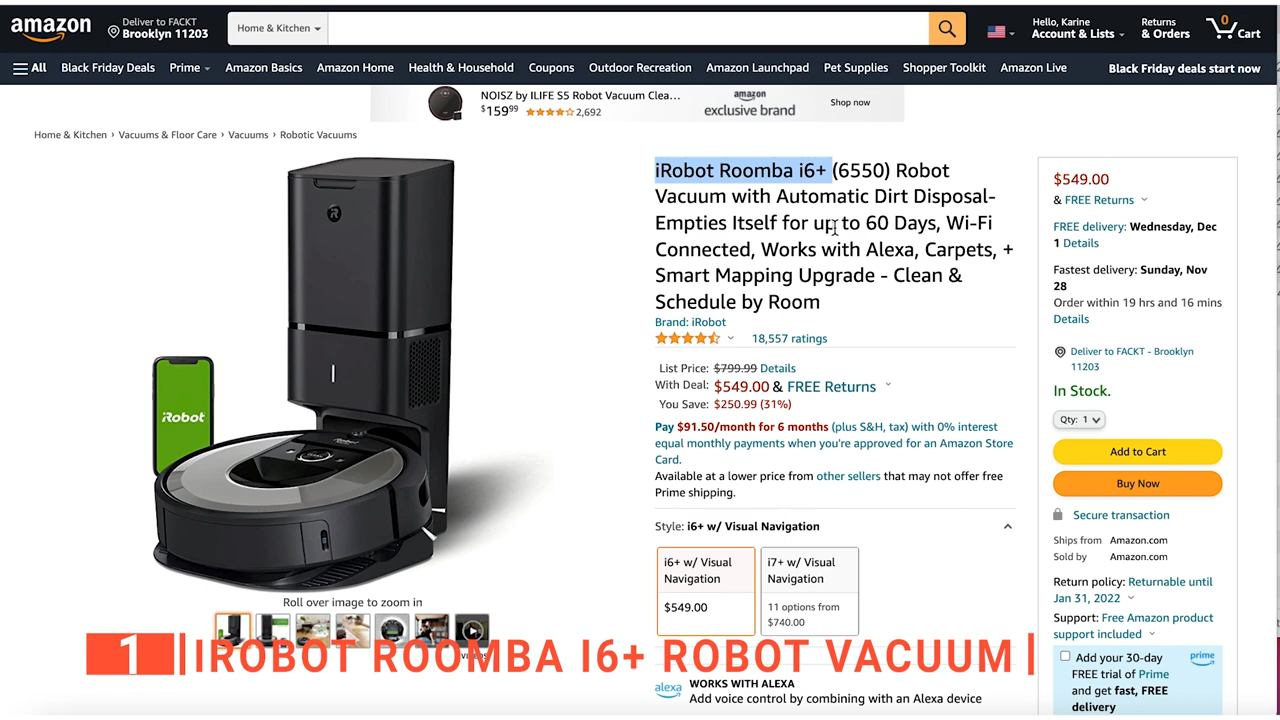 amazon
Deliver to FACKT
Brooklyn 11203
Home & Kitchen
Hello, Karine
Account & Lists
Returns
& Orders
0
Cart
All
Black Friday Deals
Prime
Amazon Basics
Amazon Home
Health & Household
Coupons
Outdoor Recreation
Amazon Launchpad
Pet Supplies
Shopper Toolkit
Amazon Live
Black Friday deals start now
NOISZ by ILIFE S5 Robot Vacuum Clea…
$159⁹⁹ 2,692
amazon
exclusive brand
Shop now
Home & Kitchen › Vacuums & Floor Care › Vacuums › Robotic Vacuums
iRobot
iRobot
Roll over image to zoom in
iRobot Roomba i6+ (6550) Robot
Vacuum with Automatic Dirt Disposal-
Empties Itself for up to 60 Days, Wi-Fi
Connected, Works with Alexa, Carpets, +
Smart Mapping Upgrade - Clean &
Schedule by Room
Brand: iRobot
18,557 ratings
List Price: $799.99 Details
With Deal: $549.00 & FREE Returns
You Save: $250.99 (31%)
Pay $91.50/month for 6 months (plus S&H, tax) with 0% interest
equal monthly payments when you're approved for an Amazon Store
Card.
Available at a lower price from other sellers that may not offer free
Prime shipping.
Style: i6+ w/ Visual Navigation
i6+ w/ Visual
Navigation
$549.00
i7+ w/ Visual
Navigation
11 options from
$740.00
alexa
WORKS WITH ALEXA
Add voice control by combining with an Alexa device
$549.00
& FREE Returns
FREE delivery: Wednesday, Dec
1 Details
Fastest delivery: Sunday, Nov
28
Order within 19 hrs and 16 mins
Details
Deliver to FACKT - Brooklyn
11203
In Stock.
Qty: 1
Add to Cart
Buy Now
Secure transaction
Ships from Amazon.com
Sold by Amazon.com
Return policy: Returnable until
Jan 31, 2022
Support: Free Amazon product
support included
Add your 30-day
FREE trial of Prime
and get fast, FREE
delivery
prime
1 IROBOT ROOMBA I6+ ROBOT VACUUM